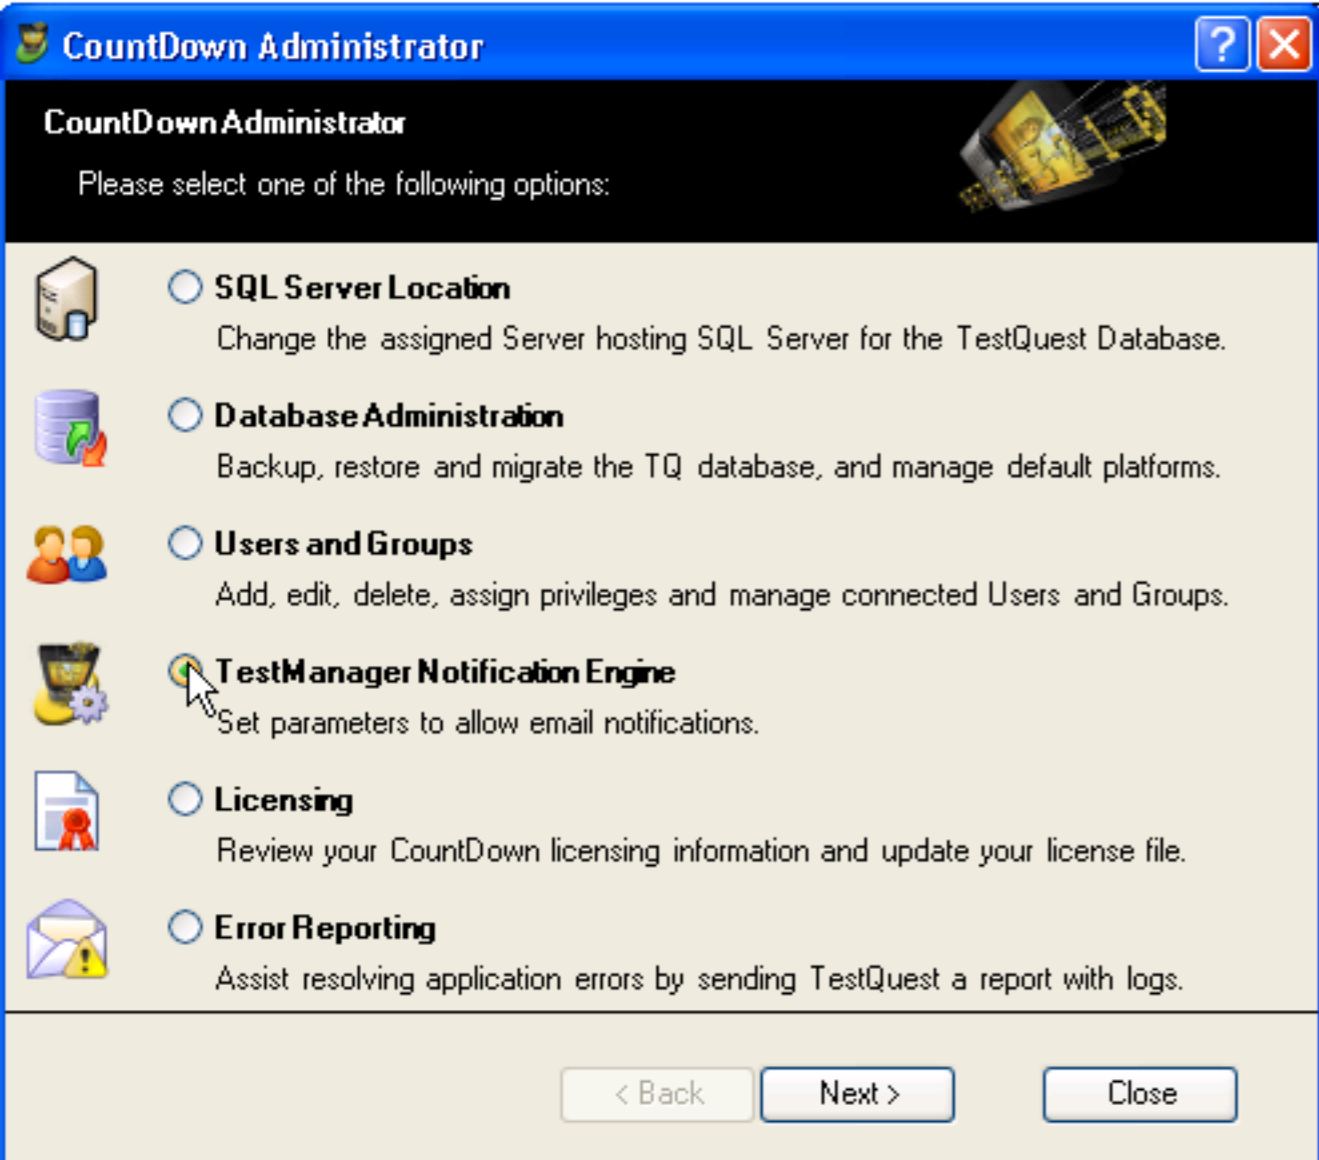 CountDown Administrator
?
CountDown Administrator
Please select one of the following options:
SQL Server Location
Change the assigned Server hosting SQL Server for the TestQuest Database.
Database Administration
Backup, restore and migrate the TQ database, and manage default platforms.
Users and Groups
Add, edit, delete, assign privileges and manage connected Users and Groups.
TestManager Notification Engine
Set parameters to allow email notifications.
Licensing
Review your CountDown licensing information and update your license file.
Error Reporting
Assist resolving application errors by sending TestQuest a report with logs.
< Back Next > Close